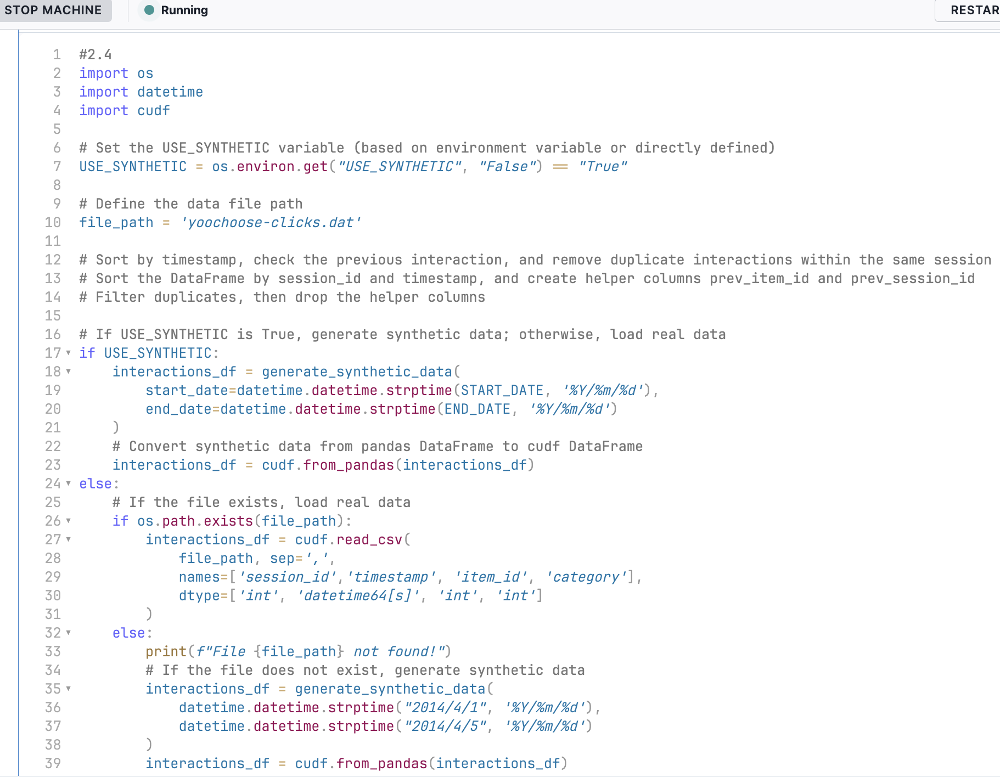 STOP MACHINE
Running
RESTAR
1 #2.4
2 import os
3 import datetime
4 import cudf
5
6 # Set the USE_SYNTHETIC variable (based on environment variable or directly defined)
7 USE_SYNTHETIC = os.environ.get("USE_SYNTHETIC", "False") == "True"
8
9 # Define the data file path
10 file_path = 'yoochoose-clicks.dat'
11
12 # Sort by timestamp, check the previous interaction, and remove duplicate interactions within the same session
13 # Sort the DataFrame by session_id and timestamp, and create helper columns prev_item_id and prev_session_id
14 # Filter duplicates, then drop the helper columns
15
16 # If USE_SYNTHETIC is True, generate synthetic data; otherwise, load real data
17 if USE_SYNTHETIC:
18     interactions_df = generate_synthetic_data(
19         start_date=datetime.datetime.strptime(START_DATE, '%Y/%m/%d'),
20         end_date=datetime.datetime.strptime(END_DATE, '%Y/%m/%d')
21     )
22     # Convert synthetic data from pandas DataFrame to cudf DataFrame
23     interactions_df = cudf.from_pandas(interactions_df)
24 else:
25     # If the file exists, load real data
26     if os.path.exists(file_path):
27         interactions_df = cudf.read_csv(
28             file_path, sep=',',
29             names=['session_id','timestamp', 'item_id', 'category'],
30             dtype=['int', 'datetime64[s]', 'int', 'int']
31         )
32     else:
33         print(f"File {file_path} not found!")
34         # If the file does not exist, generate synthetic data
35         interactions_df = generate_synthetic_data(
36             datetime.datetime.strptime("2014/4/1", '%Y/%m/%d'),
37             datetime.datetime.strptime("2014/4/5", '%Y/%m/%d')
38         )
39         interactions_df = cudf.from_pandas(interactions_df)